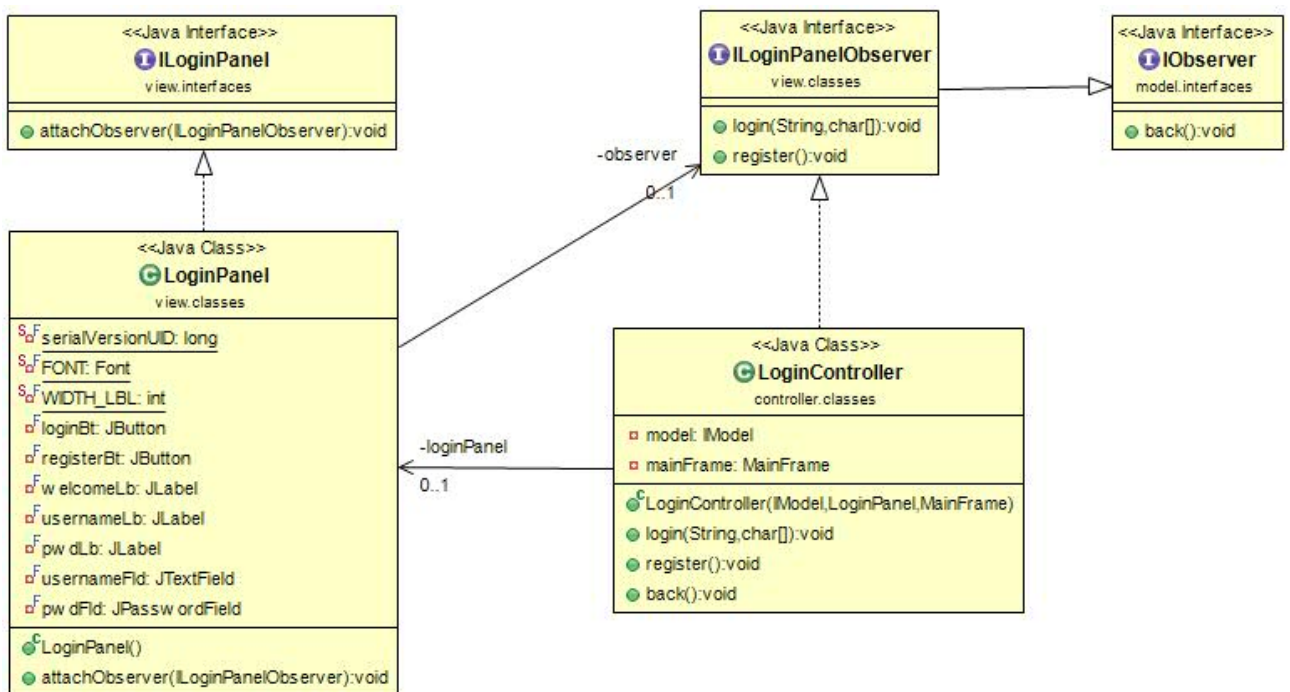 <<Java Interface>>
ILoginPanel
view.interfaces
attachObserver(ILoginPanelObserver):void
<<Java Interface>>
ILoginPanelObserver
view.classes
login(String,char[]):void
register():void
<<Java Interface>>
IObserver
model.interfaces
back():void
-observer
0..1
<<Java Class>>
LoginPanel
view.classes
serialVersionUID: long
FONT: Font
WIDTH_LBL: int
loginBt: JButton
registerBt: JButton
welcomeLb: JLabel
usernameLb: JLabel
pwdLb: JLabel
usernameFld: JTextField
pwdFld: JPasswordField
LoginPanel()
attachObserver(ILoginPanelObserver):void
-loginPanel
0..1
<<Java Class>>
LoginController
controller.classes
model: IModel
mainFrame: MainFrame
LoginController(IModel,LoginPanel,MainFrame)
login(String,char[]):void
register():void
back():void